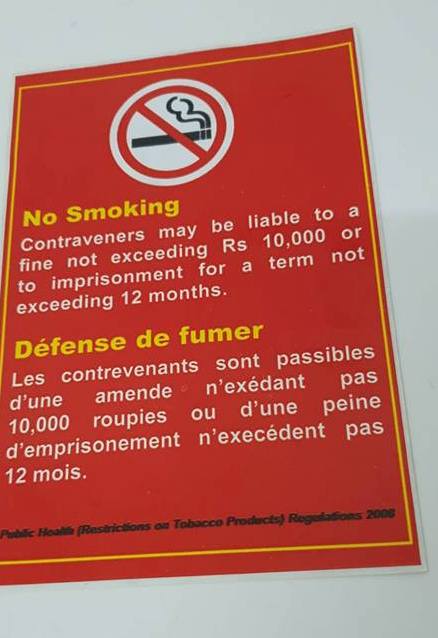 No Smoking
Contraveners may be liable to a
fine not exceeding Rs 10,000 or
to imprisonment for a term not
exceeding 12 months.
Défense de fumer
Les contrevenants sont passibles
d'une amende n'exédant pas
10,000 roupies ou d'une peine
d'emprisonement n'execédent pas
12 mois.
Public Health (Restrictions on Tobacco Products) Regulations 2008